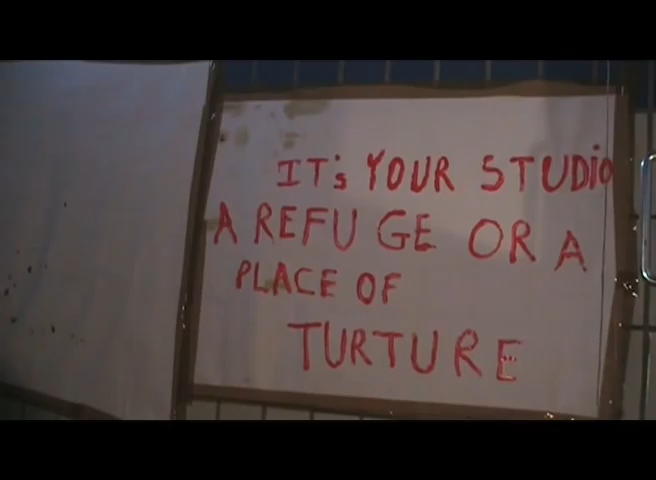 IT's YOUR STUDIO
A REFUGE OR A
PLACE OF
TURTURE